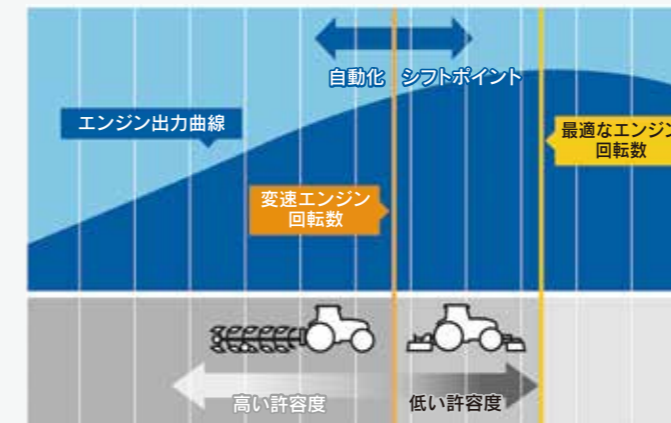 自動化 シフトポイント
エンジン出力曲線
最適なエンジン
回転数
変速エンジン
回転数
高い許容度
低い許容度